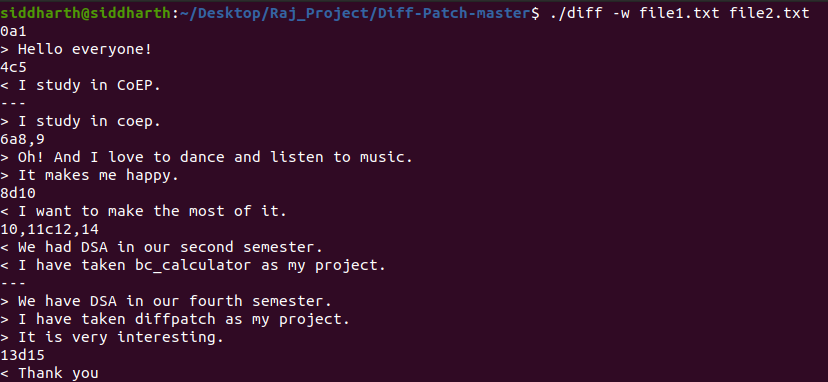 siddharth@siddharth:~/Desktop/Raj_Project/Diff-Patch-master$ ./diff -w file1.txt file2.txt
0a1
> Hello everyone!
4c5
< I study in CoEP.
---
> I study in coep.
6a8,9
> Oh! And I love to dance and listen to music.
> It makes me happy.
8d10
< I want to make the most of it.
10,11c12,14
< We had DSA in our second semester.
< I have taken bc_calculator as my project.
---
> We have DSA in our fourth semester.
> I have taken diffpatch as my project.
> It is very interesting.
13d15
< Thank you